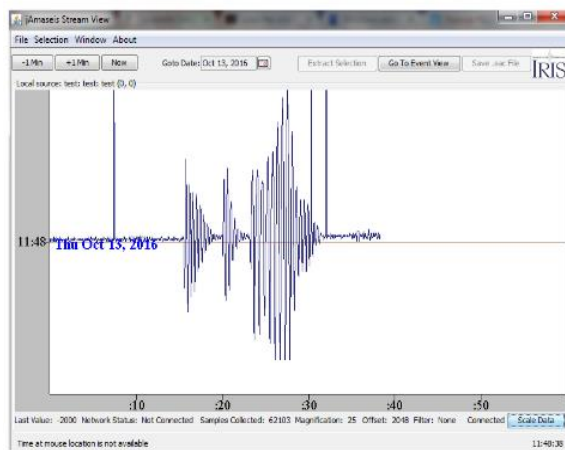 jAmaseis Stream View
File Selection Window About
-1 Min +1 Min Now Goto Date: Oct 13, 2016 Extract Selection Go To Event View Save .sac File IRIS
Local source: test: test: test (0, 0)
11:48 Thu Oct 13, 2016
:10 :20 :30 :40 :50
Last Value: -2000 Network Status: Not Connected Samples Collected: 62103 Magnification: 25 Offset: 2048 Filter: None Connected Scale Data
Time at mouse location is not available 11:48:38